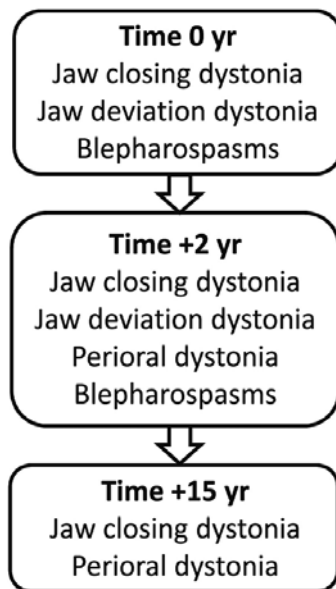 Time 0 yr
Jaw closing dystonia
Jaw deviation dystonia
Blepharospasms
Time +2 yr
Jaw closing dystonia
Jaw deviation dystonia
Perioral dystonia
Blepharospasms
Time +15 yr
Jaw closing dystonia
Perioral dystonia